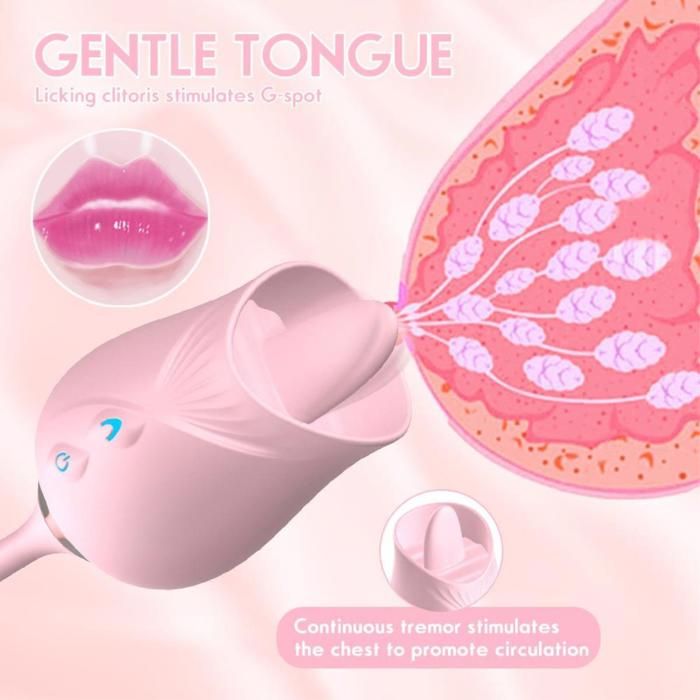 GENTLE TONGUE
Licking clitoris stimulates G-spot
Continuous tremor stimulates
the chest to promote circulation